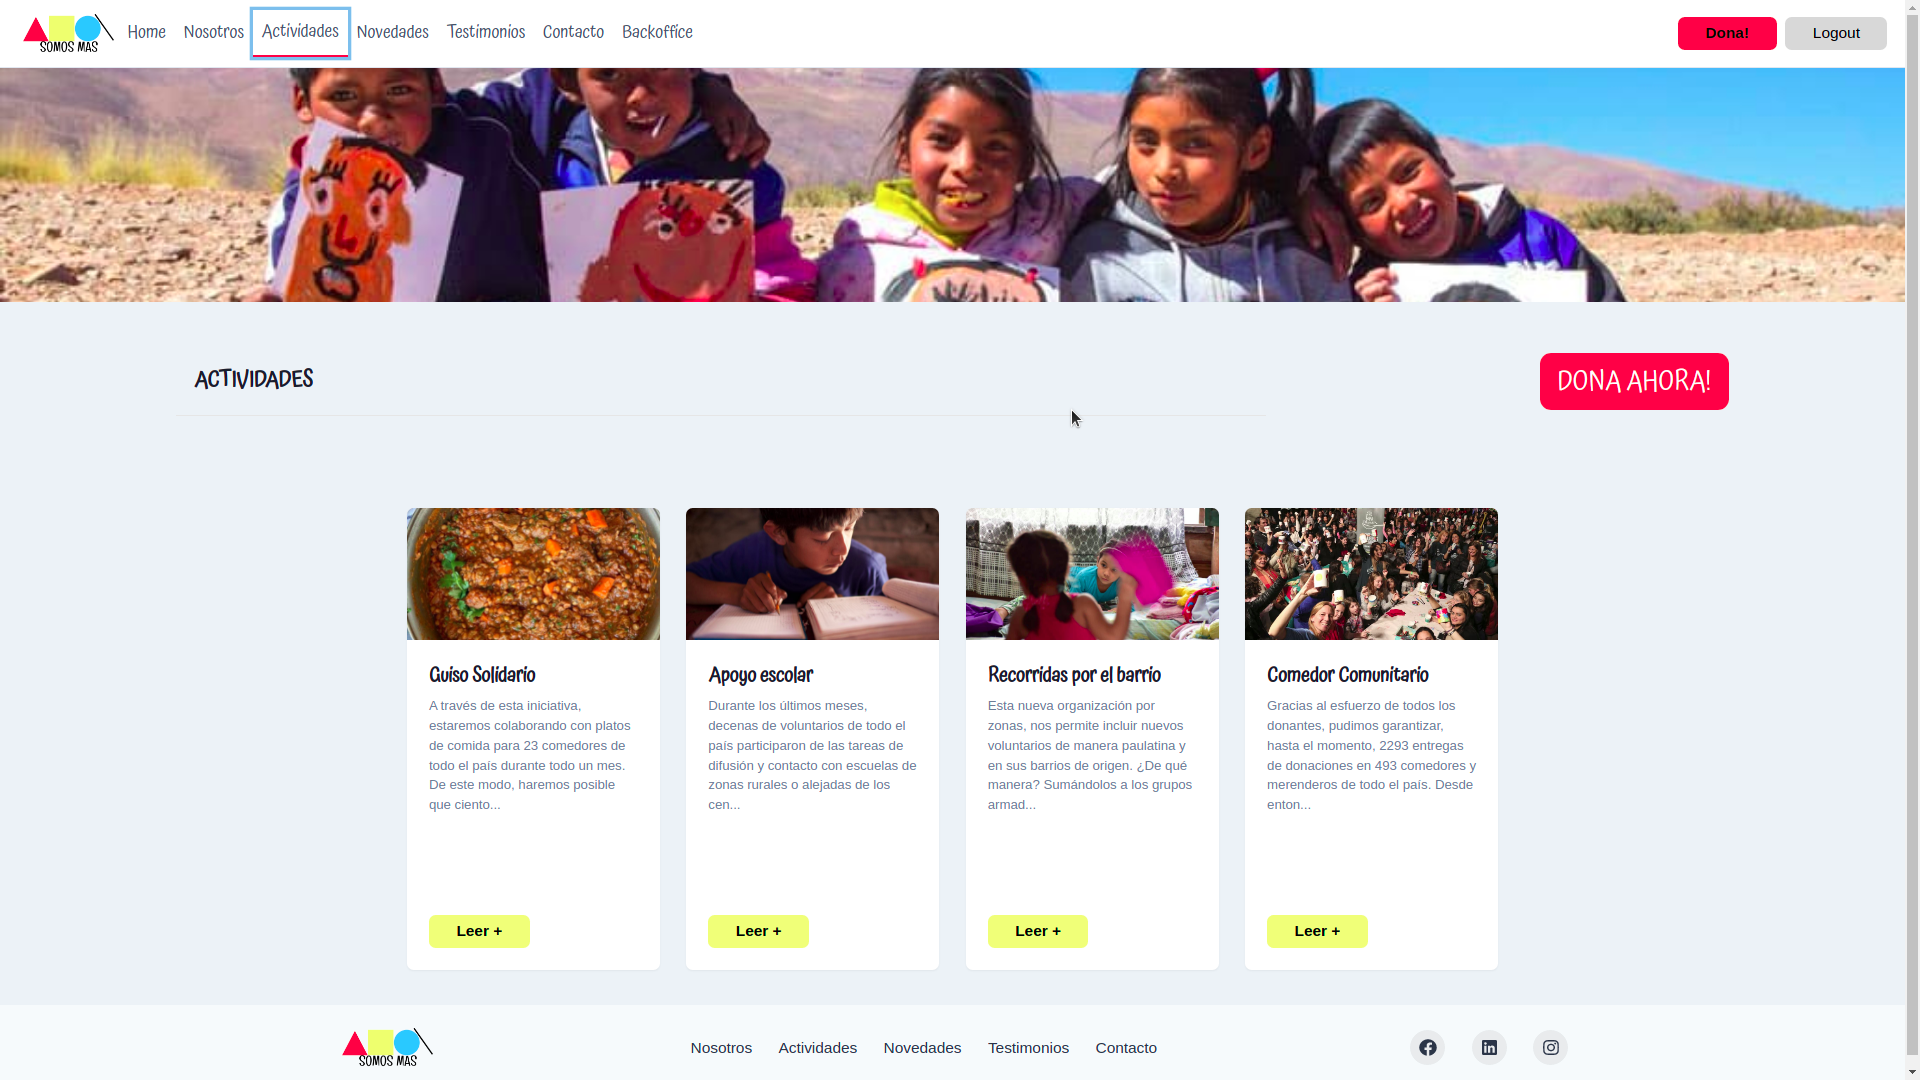 SOMOS MAS
Home Nosotros Actividades Novedades Testimonios Contacto Backoffice
Dona! Logout
ACTIVIDADES
DONA AHORA!
Guiso Solidario
A través de esta iniciativa,
estaremos colaborando con platos
de comida para 23 comedores de
todo el país durante todo un mes.
De este modo, haremos posible
que ciento...
Leer +
Apoyo escolar
Durante los últimos meses,
decenas de voluntarios de todo el
país participaron de las tareas de
difusión y contacto con escuelas de
zonas rurales o alejadas de los
cen...
Leer +
Recorridas por el barrio
Esta nueva organización por
zonas, nos permite incluir nuevos
voluntarios de manera paulatina y
en sus barrios de origen. ¿De qué
manera? Sumándolos a los grupos
armad...
Leer +
Comedor Comunitario
Gracias al esfuerzo de todos los
donantes, pudimos garantizar,
hasta el momento, 2293 entregas
de donaciones en 493 comedores y
merenderos de todo el país. Desde
enton...
Leer +
SOMOS MAS
Nosotros Actividades Novedades Testimonios Contacto